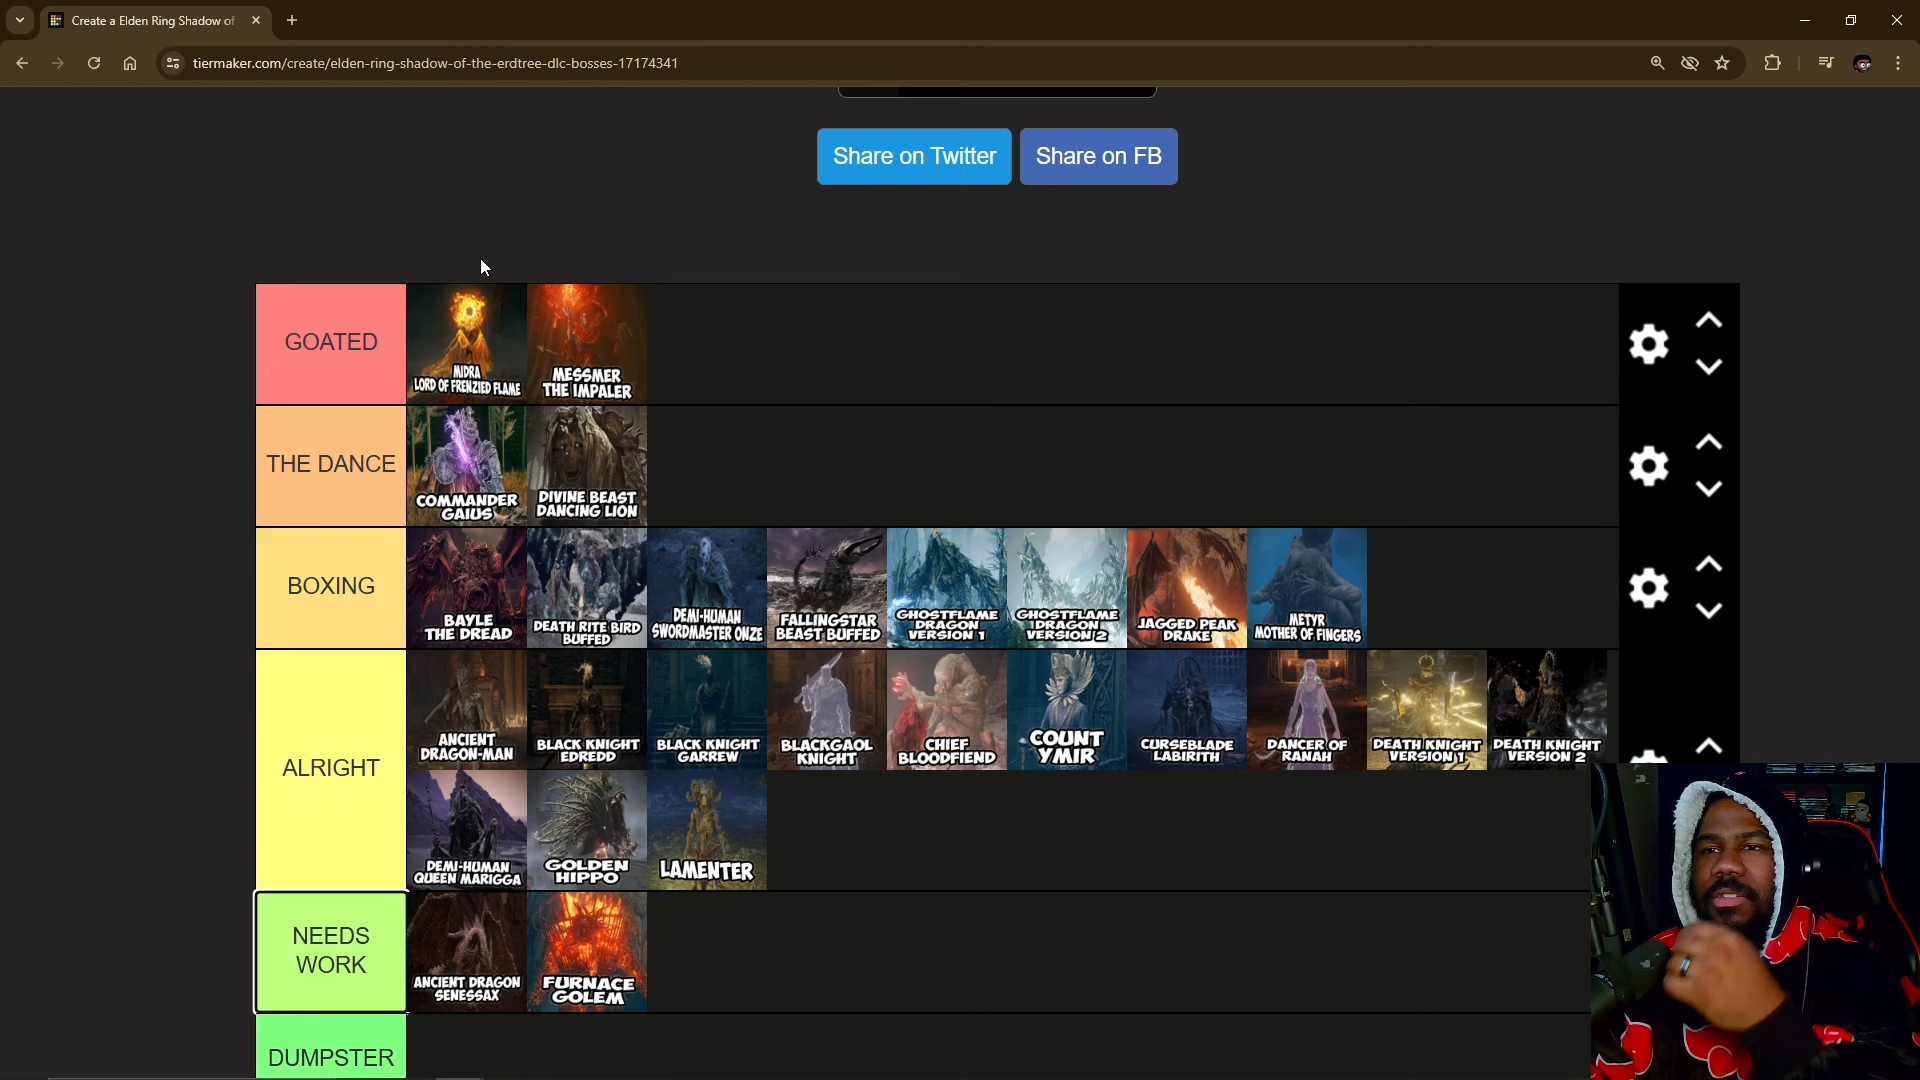 Create a Elden Ring Shadow of
tiermaker.com/create/elden-ring-shadow-of-the-erdtree-dlc-bosses-17174341
Share on Twitter
Share on FB
GOATED
MIDRA
LORD OF FRENZIED FLAME
MESSMER
THE IMPALER
THE DANCE
COMMANDER
GAIUS
DIVINE BEAST
DANCING LION
BOXING
BAYLE
THE DREAD
DEATH RITE BIRD
BUFFED
DEMI-HUMAN
SWORDMASTER ONZE
FALLINGSTAR
BEAST BUFFED
GHOSTFLAME
DRAGON
VERSION 1
GHOSTFLAME
DRAGON
VERSION 2
JAGGED PEAK
DRAKE
METYR
MOTHER OF FINGERS
ALRIGHT
ANCIENT
DRAGON-MAN
BLACK KNIGHT
EDREDD
BLACK KNIGHT
GARREW
BLACKGAOL
KNIGHT
CHIEF
BLOODFIEND
COUNT
YMIR
CURSEBLADE
LABIRITH
DANCER OF
RANAH
DEATH KNIGHT
VERSION 1
DEATH KNIGHT
VERSION 2
DEMI-HUMAN
QUEEN MARIGGA
GOLDEN
HIPPO
LAMENTER
NEEDS
WORK
ANCIENT DRAGON
SENESSAX
FURNACE
GOLEM
DUMPSTER